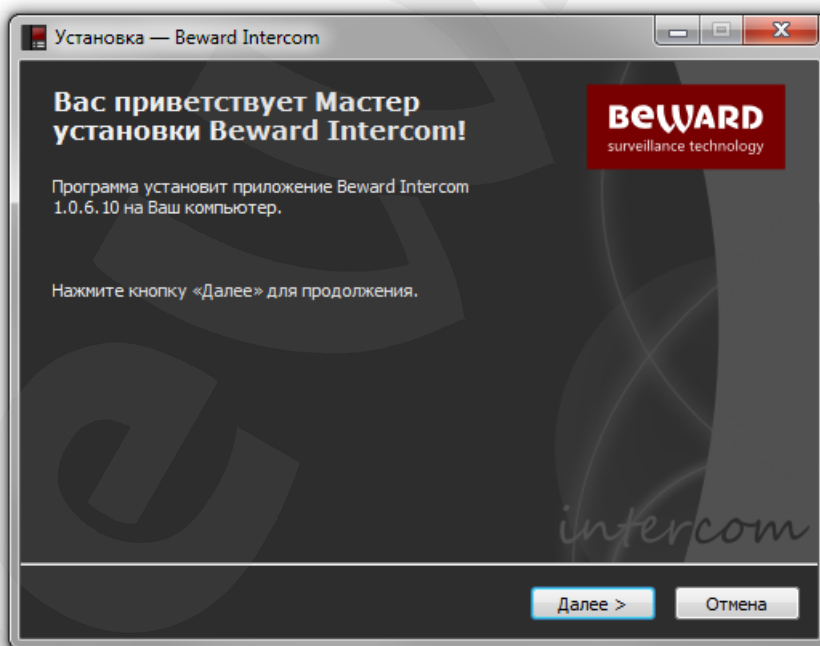 Установка — Beward Intercom
Вас приветствует Мастер
установки Beward Intercom!
BEWARD
surveillance technology
Программа установит приложение Beward Intercom
1.0.6.10 на Ваш компьютер.
Нажмите кнопку «Далее» для продолжения.
intercom
Далее >
Отмена